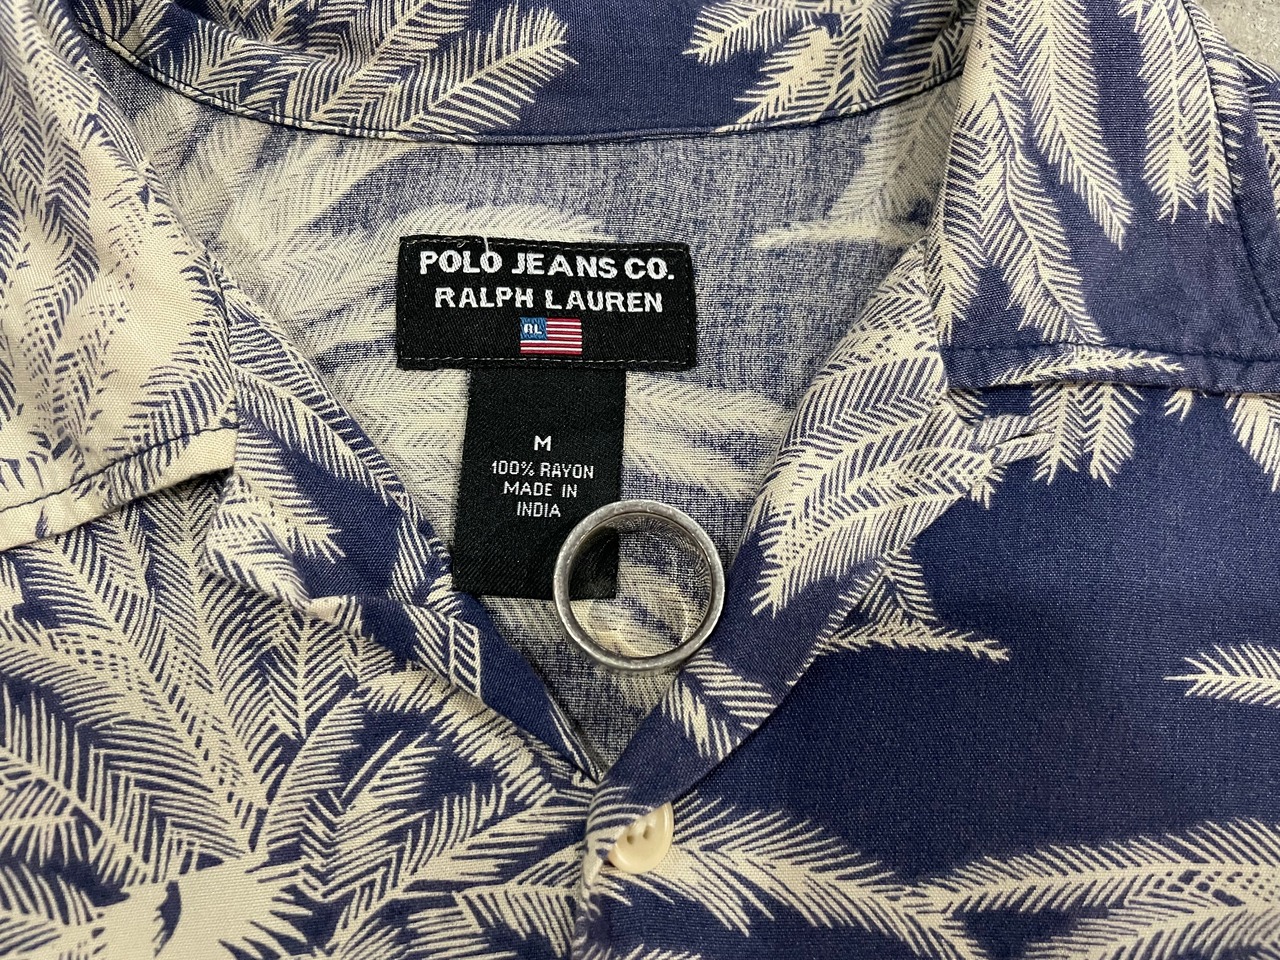 POLO JEANS CO.
RALPH LAUREN
RL
M
100% RAYON
MADE IN
INDIA